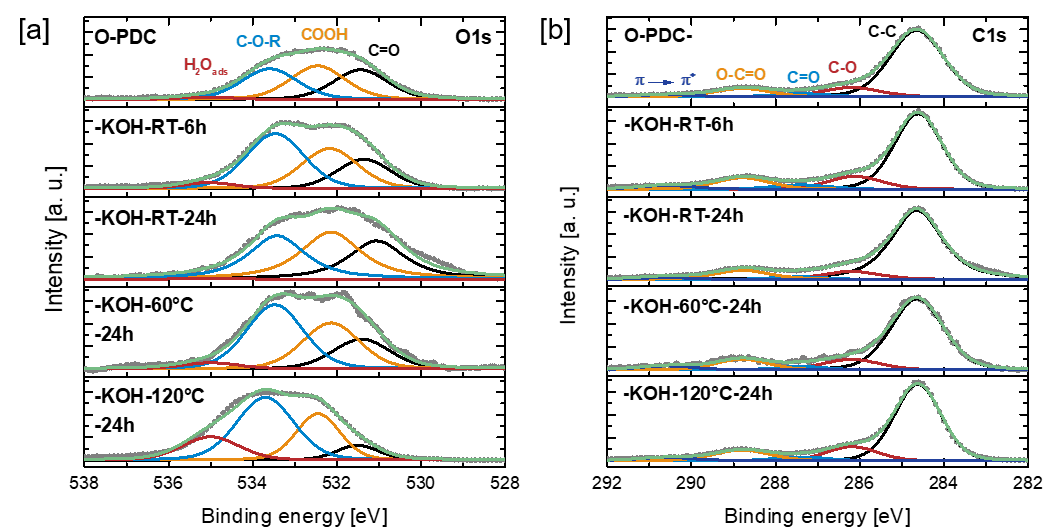 [a]
Intensity [a. u.]
O-PDC
O1s
H2Oads
C-O-R
COOH
C=O
-KOH-RT-6h
-KOH-RT-24h
-KOH-60°C
-24h
-KOH-120°C
-24h
538 536 534 532 530 528
Binding energy [eV]
[b]
Intensity [a. u.]
O-PDC-
C1s
π → π*
O-C=O
C=O
C-O
C-C
-KOH-RT-6h
-KOH-RT-24h
-KOH-60°C-24h
-KOH-120°C-24h
292 290 288 286 284 282
Binding energy [eV]